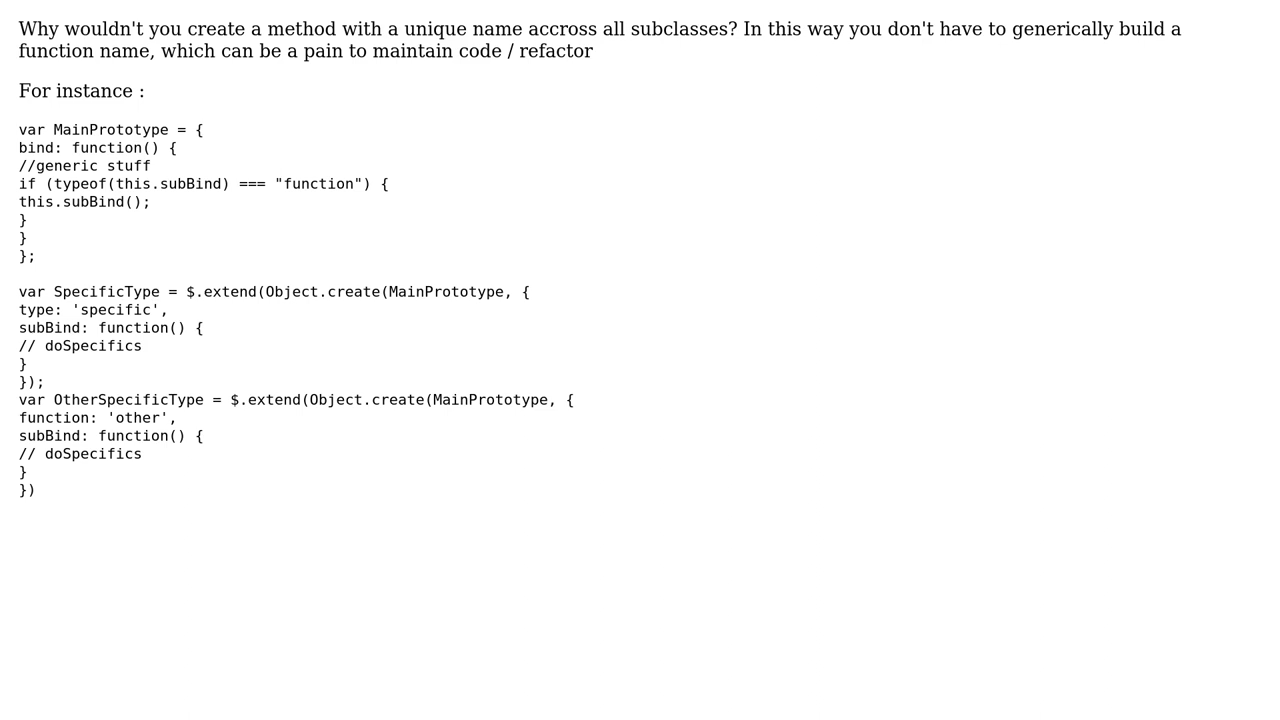 Why wouldn't you create a method with a unique name accross all subclasses? In this way you don't have to generically build a
function name, which can be a pain to maintain code / refactor
For instance :
var MainPrototype = {
bind: function() {
//generic stuff
if (typeof(this.subBind) === "function") {
this.subBind();
}
}
};
var SpecificType = $.extend(Object.create(MainPrototype, {
type: 'specific',
subBind: function() {
// doSpecifics
}
});
var OtherSpecificType = $.extend(Object.create(MainPrototype, {
function: 'other',
subBind: function() {
// doSpecifics
}
})